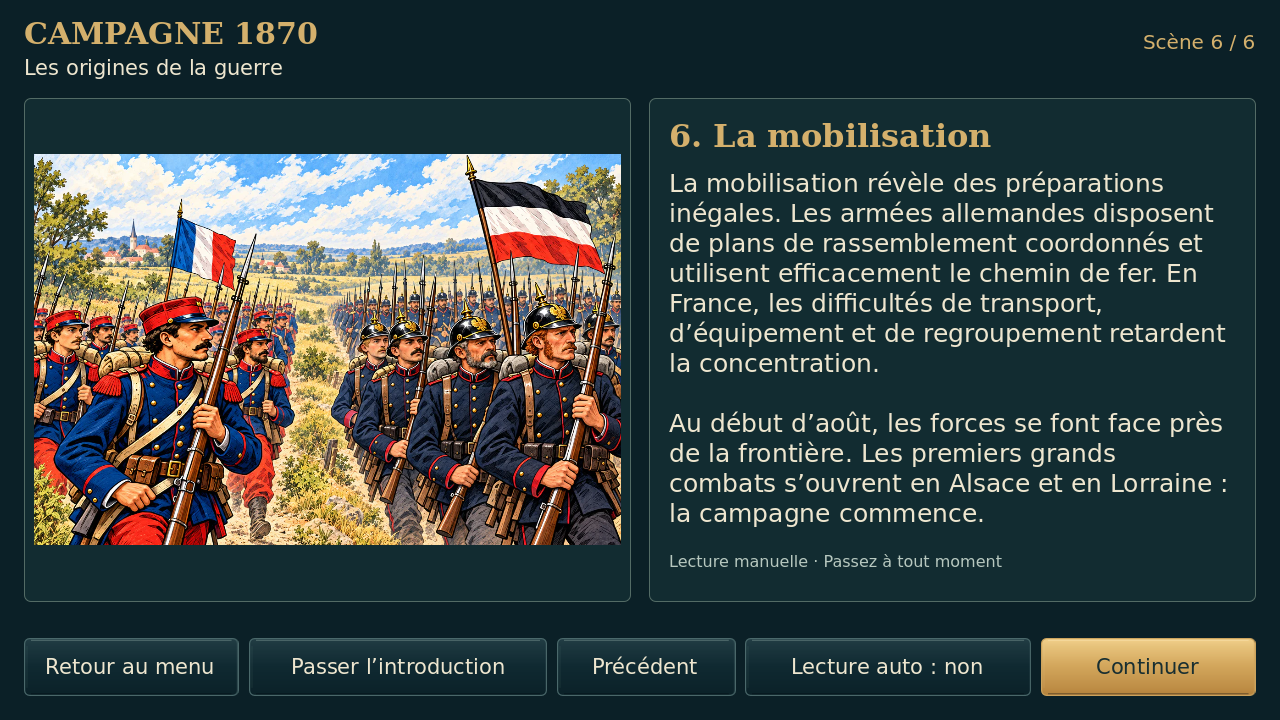 CAMPAGNE 1870
Les origines de la guerre
Scène 6 / 6
6. La mobilisation
La mobilisation révèle des préparations
inégales. Les armées allemandes disposent
de plans de rassemblement coordonnés et
utilisent efficacement le chemin de fer. En
France, les difficultés de transport,
d’équipement et de regroupement retardent
la concentration.
Au début d’août, les forces se font face près
de la frontière. Les premiers grands
combats s’ouvrent en Alsace et en Lorraine :
la campagne commence.
Lecture manuelle · Passez à tout moment
Retour au menu
Passer l’introduction
Précédent
Lecture auto : non
Continuer